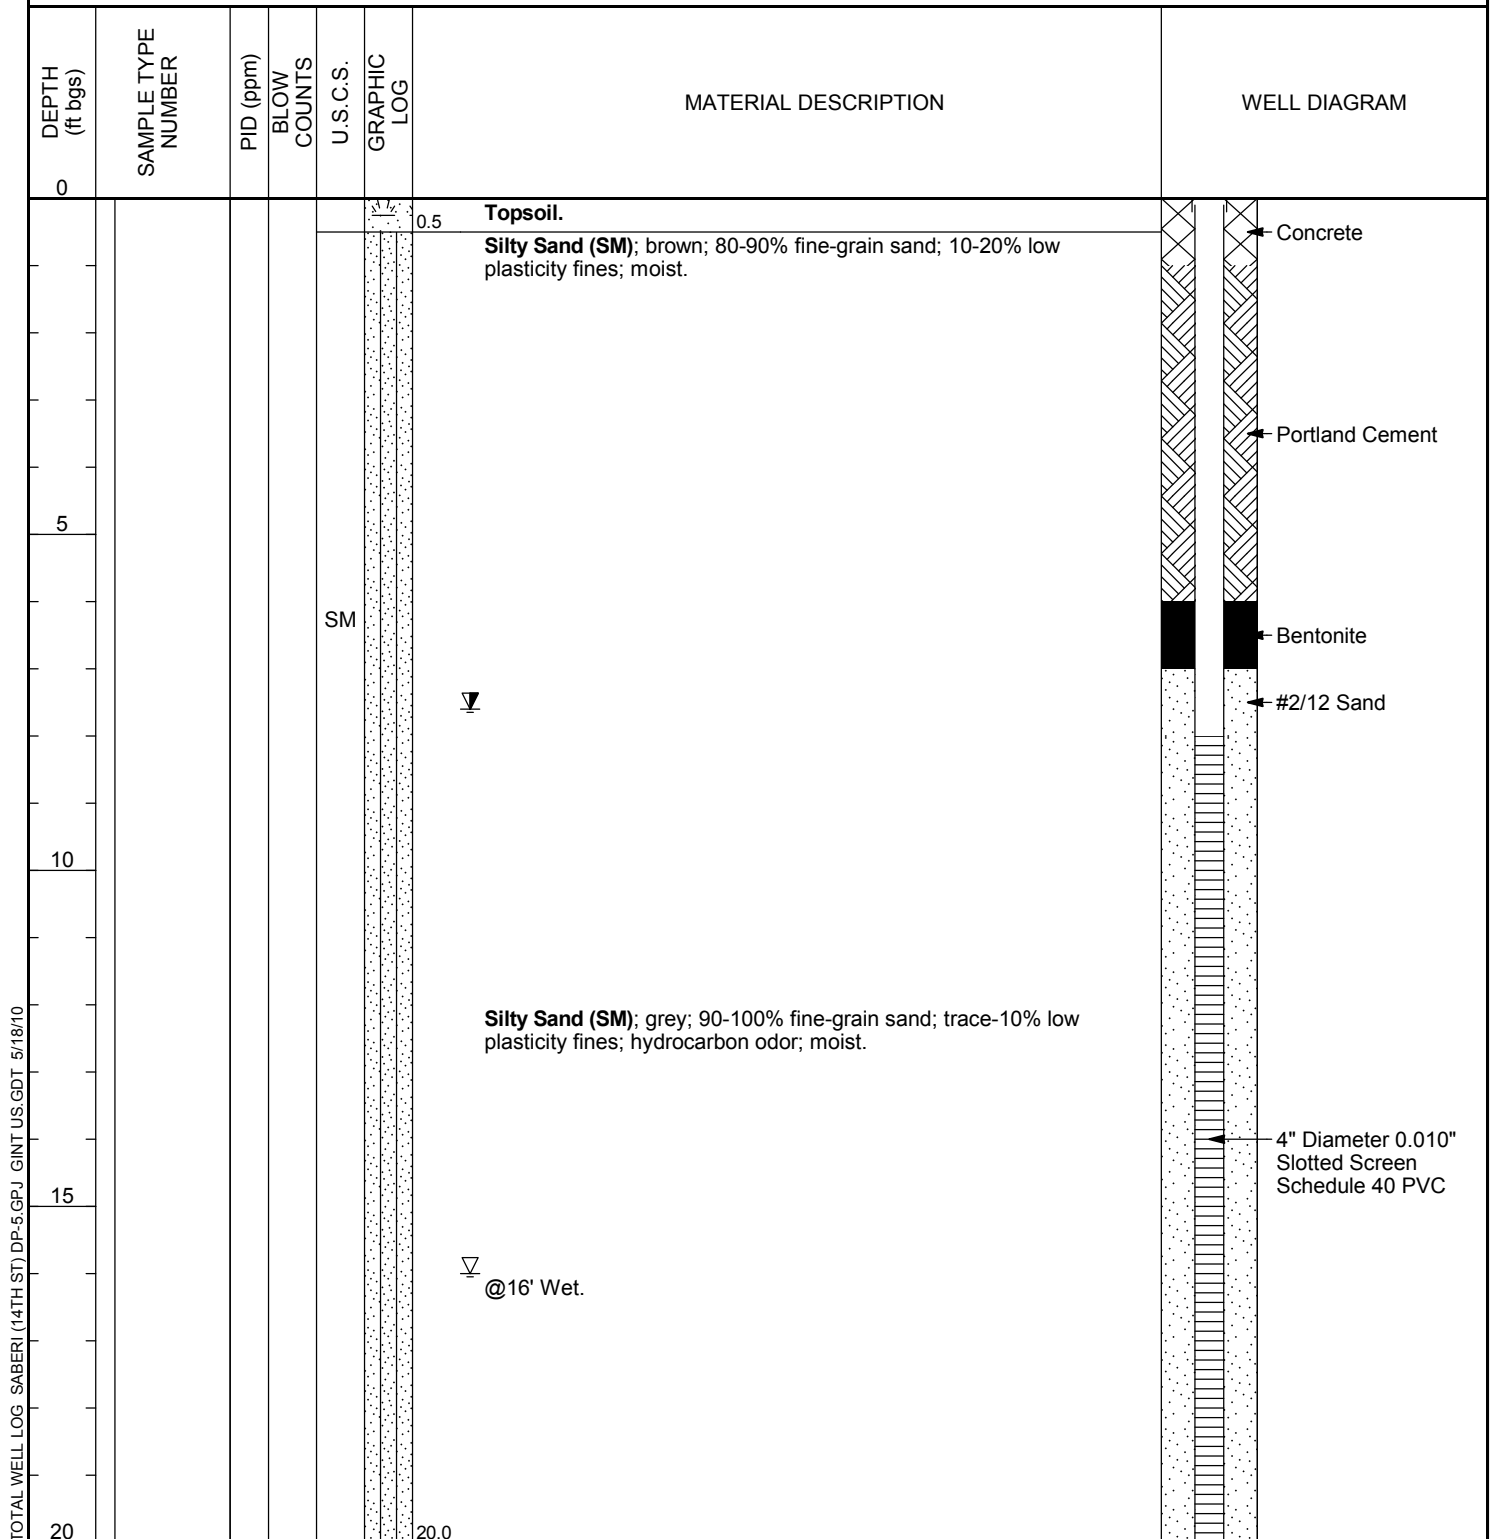 DEPTH
(ft bgs)
SAMPLE TYPE
NUMBER
PID (ppm)
BLOW
COUNTS
U.S.C.S.
GRAPHIC
LOG
MATERIAL DESCRIPTION
WELL DIAGRAM
0
0.5
Topsoil.
Silty Sand (SM); brown; 80-90% fine-grain sand; 10-20% low
plasticity fines; moist.
Concrete
Portland Cement
5
SM
Bentonite
#2/12 Sand
10
Silty Sand (SM); grey; 90-100% fine-grain sand; trace-10% low
plasticity fines; hydrocarbon odor; moist.
4" Diameter 0.010"
Slotted Screen
Schedule 40 PVC
15
@16' Wet.
20
20.0
TOTAL WELL LOG SABERI (14TH ST) DP-5.GPJ GINT US.GDT 5/18/10